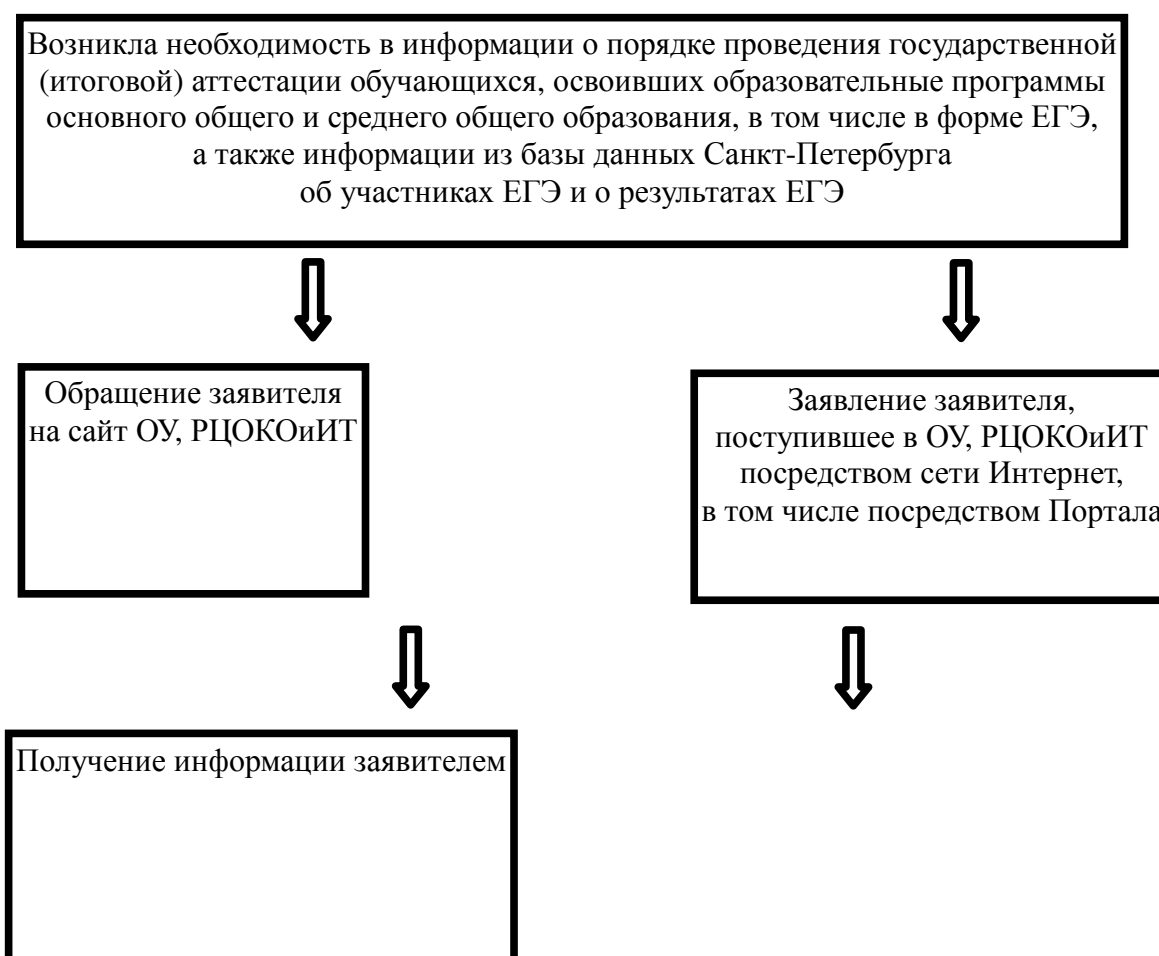 Возникла необходимость в информации о порядке проведения государственной
(итоговой) аттестации обучающихся, освоивших образовательные программы
основного общего и среднего общего образования, в том числе в форме ЕГЭ,
а также информации из базы данных Санкт-Петербурга
об участниках ЕГЭ и о результатах ЕГЭ
Обращение заявителя
на сайт ОУ, РЦОКОиИТ
Заявление заявителя,
поступившее в ОУ, РЦОКОиИТ
посредством сети Интернет,
в том числе посредством Портала
Получение информации заявителем